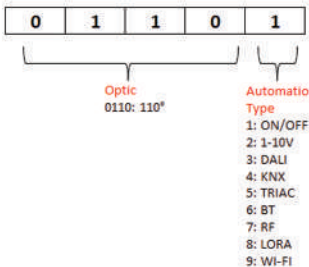 0 1 1 0 1
Optic
0110: 110°
Automatio
Type
1: ON/OFF
2: 1-10V
3: DALI
4: KNX
5: TRIAC
6: BT
7: RF
8: LORA
9: WI-FI